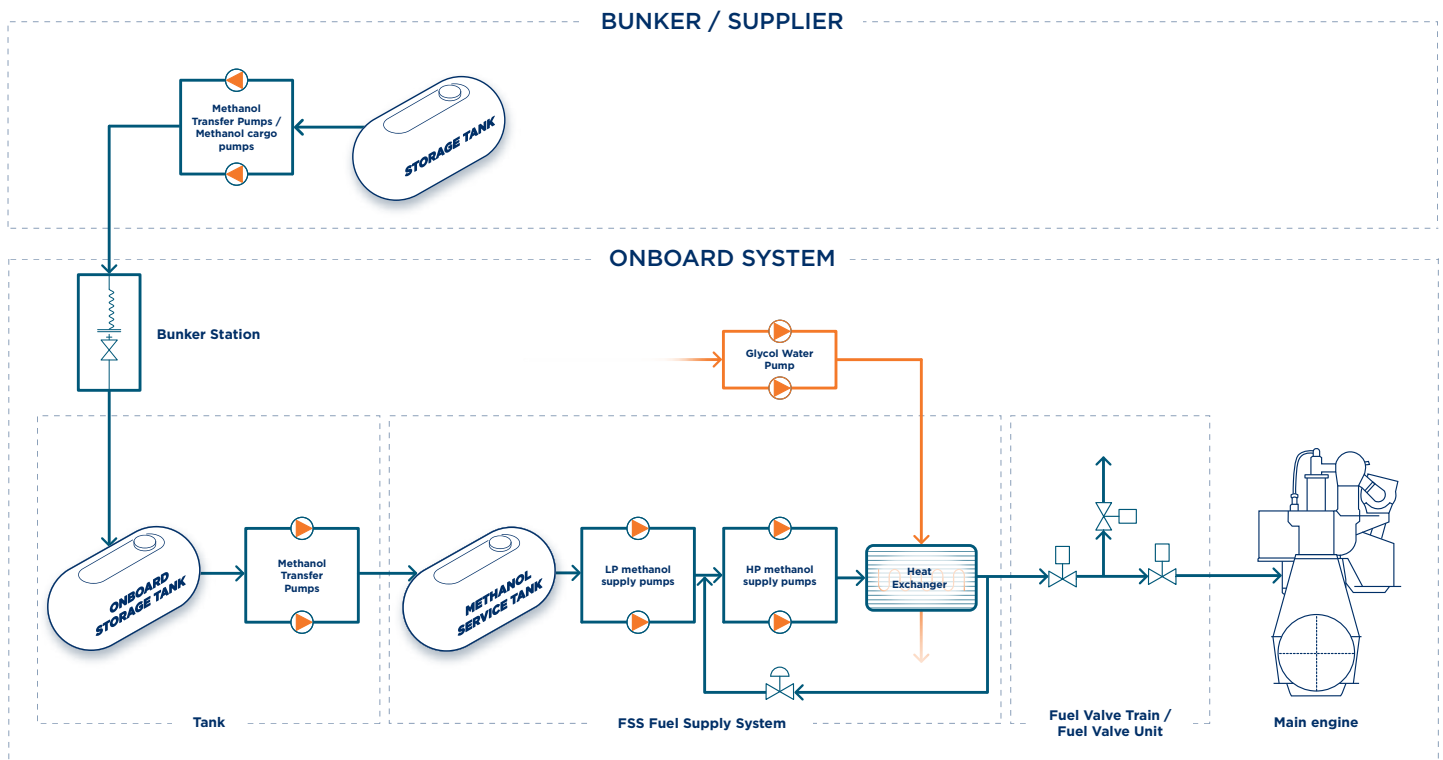 BUNKER / SUPPLIER
Methanol
Transfer Pumps /
Methanol cargo
pumps
STORAGE TANK
ONBOARD SYSTEM
Bunker Station
Glycol Water
Pump
ONBOARD
STORAGE TANK
Methanol
Transfer
Pumps
METHANOL
SERVICE TANK
LP methanol
supply pumps
HP methanol
supply pumps
Heat
Exchanger
Tank
FSS Fuel Supply System
Fuel Valve Train /
Fuel Valve Unit
Main engine